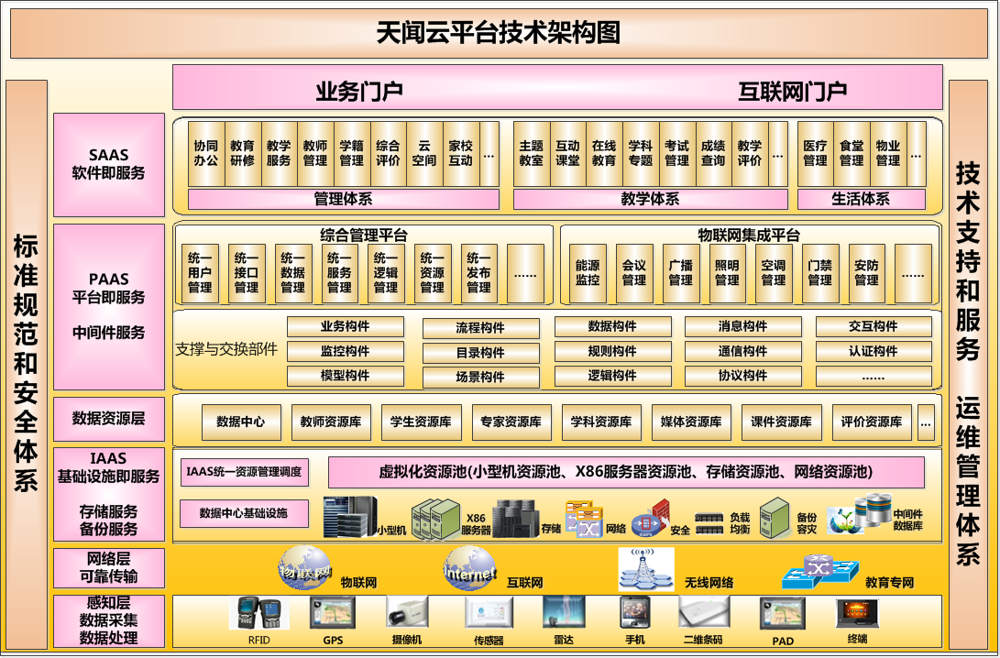 天闻云平台技术架构图
业务门户
互联网门户
标准规范和安全体系
技术支持和服务 运维管理体系
SAAS
软件即服务
协同
办公
教育
研修
教学
服务
教师
管理
学籍
管理
综合
评价
云
空间
家校
互动
...
管理体系
主题
教室
互动
课堂
在线
教育
学科
专题
考试
管理
成绩
查询
教学
评价
...
教学体系
医疗
管理
食堂
管理
物业
管理
...
生活体系
PAAS
平台即服务
中间件服务
综合管理平台
统一
用户
管理
统一
接口
管理
统一
数据
管理
统一
服务
管理
统一
逻辑
管理
统一
资源
管理
统一
发布
管理
......
物联网集成平台
能源
监控
会议
管理
广播
管理
照明
管理
空调
管理
门禁
管理
安防
管理
......
支撑与交换部件
业务构件
流程构件
数据构件
消息构件
交互构件
监控构件
目录构件
规则构件
通信构件
认证构件
模型构件
场景构件
逻辑构件
协议构件
......
数据资源层
数据中心
教师资源库
学生资源库
专家资源库
学科资源库
媒体资源库
课件资源库
评价资源库
...
IAAS
基础设施即服务
存储服务
备份服务
IAAS统一资源管理调度
虚拟化资源池(小型机资源池、X86服务器资源池、存储资源池、网络资源池)
数据中心基础设施
小型机
X86
服务器
存储
网络
安全
负载
均衡
备份
容灾
中间件
数据库
网络层
可靠传输
物联网
物联网
Internet
互联网
无线网络
教育专网
感知层
数据采集
数据处理
RFID
GPS
摄像机
传感器
雷达
手机
二维条码
PAD
终端